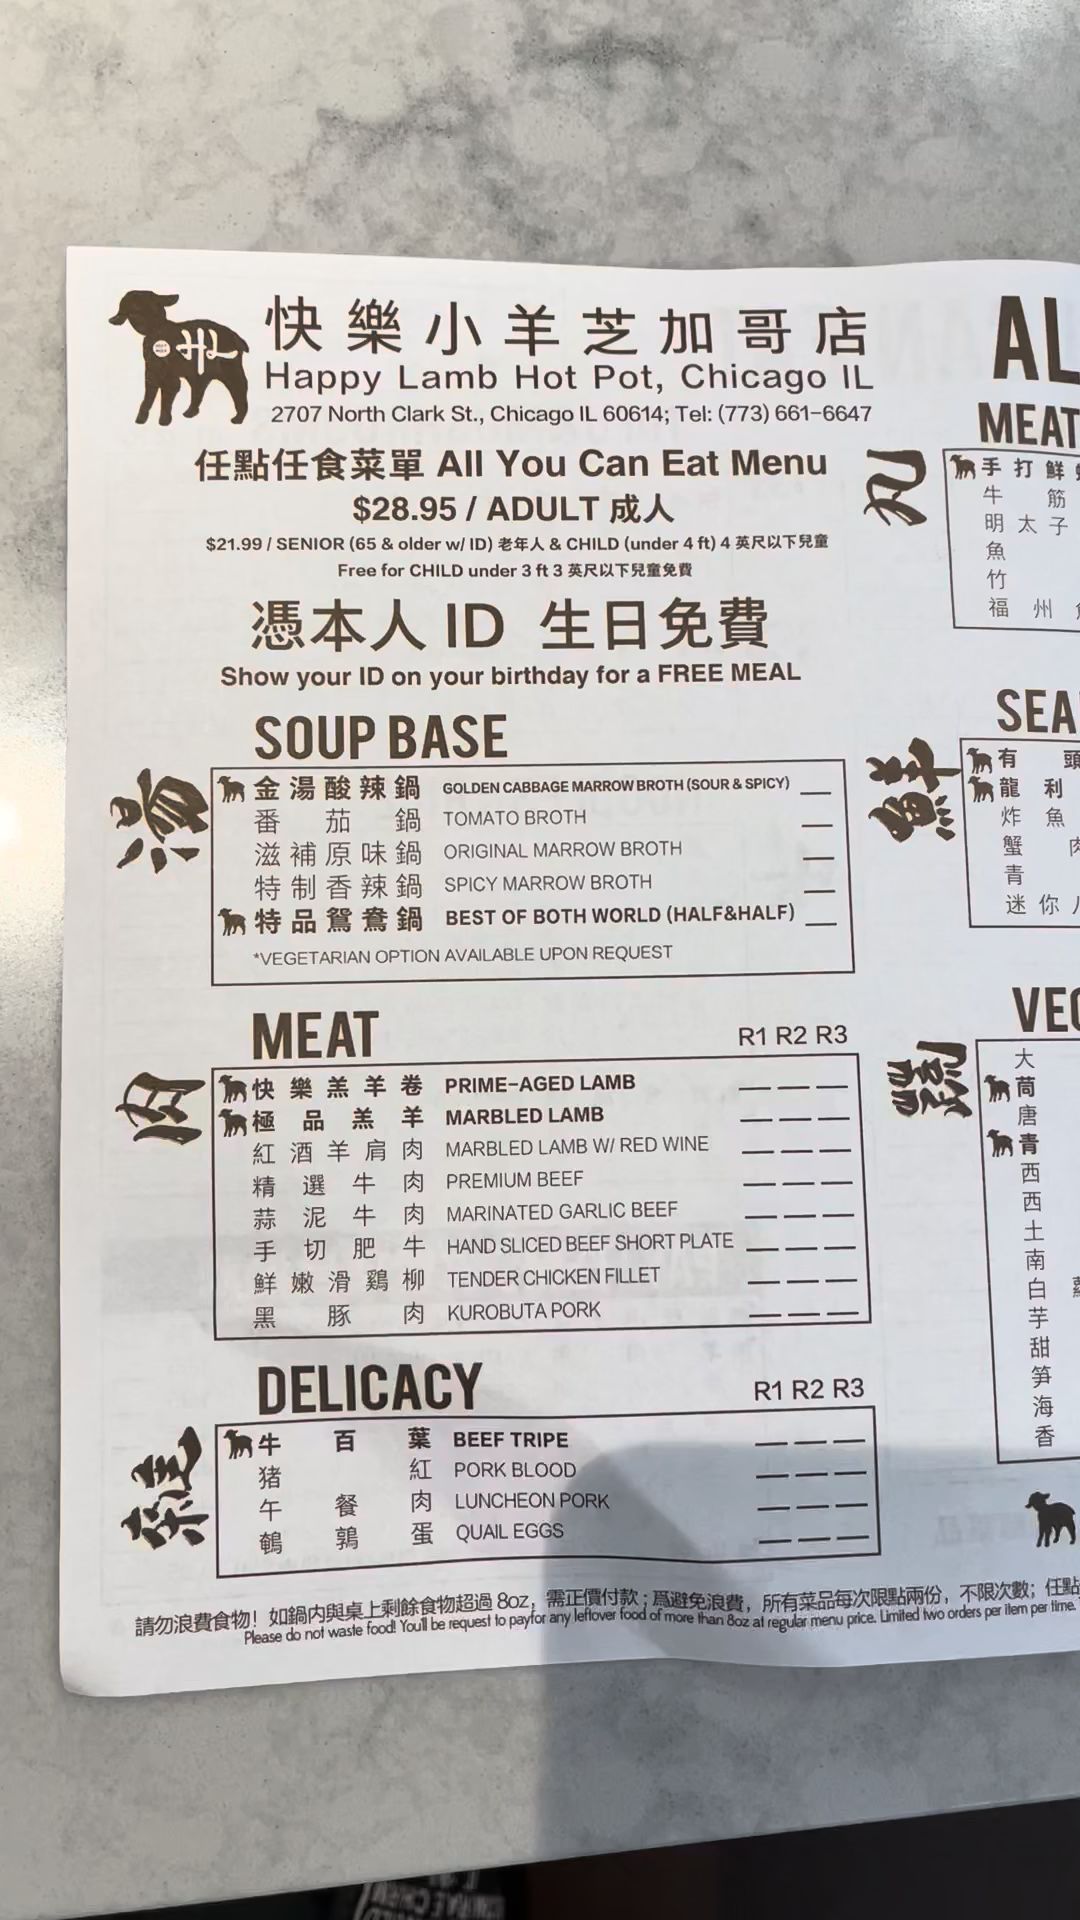 快樂小羊芝加哥店
Happy Lamb Hot Pot, Chicago IL
2707 North Clark St., Chicago IL 60614; Tel: (773) 661-6647
任點任食菜單 All You Can Eat Menu
$28.95 / ADULT 成人
$21.99 / SENIOR (65 & older w/ ID) 老年人 & CHILD (under 4 ft) 4 英尺以下兒童
Free for CHILD under 3 ft 3 英尺以下兒童免費
憑本人 ID 生日免費
Show your ID on your birthday for a FREE MEAL
湯
SOUP BASE
金湯酸辣鍋 GOLDEN CABBAGE MARROW BROTH (SOUR & SPICY)
番茄鍋 TOMATO BROTH
滋補原味鍋 ORIGINAL MARROW BROTH
特制香辣鍋 SPICY MARROW BROTH
特品鴛鴦鍋 BEST OF BOTH WORLD (HALF&HALF)
*VEGETARIAN OPTION AVAILABLE UPON REQUEST
肉
MEAT R1 R2 R3
快樂羔羊卷 PRIME-AGED LAMB
極品羔羊 MARBLED LAMB
紅酒羊肩肉 MARBLED LAMB W/ RED WINE
精選牛肉 PREMIUM BEEF
蒜泥牛肉 MARINATED GARLIC BEEF
手切肥牛 HAND SLICED BEEF SHORT PLATE
鮮嫩滑鷄柳 TENDER CHICKEN FILLET
黑豚肉 KUROBUTA PORK
DELICACY R1 R2 R3
牛百葉 BEEF TRIPE
猪紅 PORK BLOOD
午餐肉 LUNCHEON PORK
鵪鶉蛋 QUAIL EGGS
請勿浪費食物！如鍋内與桌上剩餘食物超過 8oz，需正價付款；爲避免浪費，所有菜品每次限點兩份，不限次數；任點
Please do not waste food! Youll be request to payfor any leftover food of more than 8oz at regular menu price. Limited two orders per item per time.
AL
丸
MEAT
手打鮮
牛筋
明太子
魚
竹
福州
海鮮
SEA
有頭
龍利
炸魚
蟹肉
青
迷你
VEG
大
茼
唐
青
西
西
土
南
白
芋
甜
笋
海
香